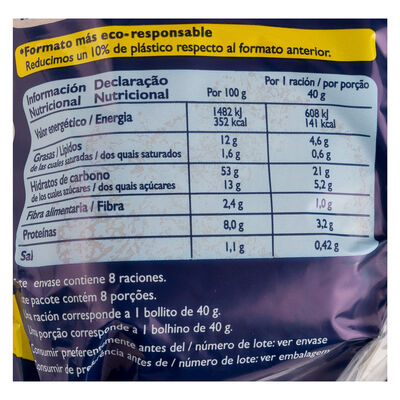 *Formato más eco-responsable
Reducimos un 10% de plástico respecto al formato anterior.
Información Nutricional Declaração Nutricional Por 100 g Por 1 ración / por porção 40 g
Valor energético / Energia 1482 kJ 352 kcal 608 kJ 141 kcal
Grasas / Lípidos 12 g 4,6 g
de las cuales saturadas / dos quais saturados 1,6 g 0,6 g
Hidratos de carbono 53 g 21 g
de los cuales azúcares / dos quais açúcares 13 g 5,2 g
Fibra alimentaria / Fibra 2,4 g 1,0 g
Proteínas 8,0 g 3,2 g
Sal 1,1 g 0,42 g
envase contiene 8 raciones.
pacote contém 8 porções.
Una ración corresponde a 1 bollito de 40 g.
Uma porção corresponde a 1 bolinho de 40 g.
Consumir preferentemente antes del / número de lote: ver envase
Consumir de preferência antes de / número de lote: ver embalagem